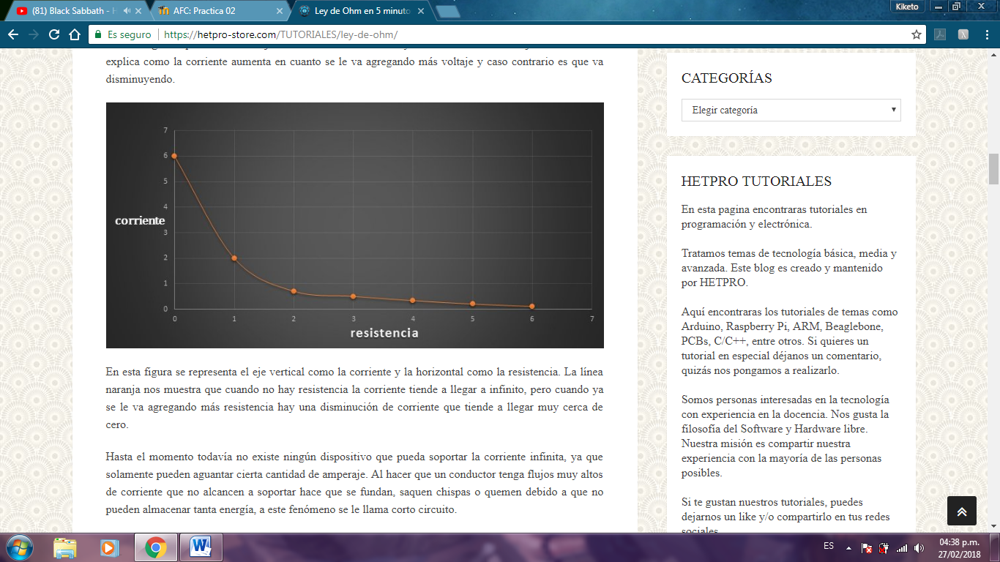 (81) Black Sabbath - H
AFC: Practica 02
Ley de Ohm en 5 minuto
Kiketo
Es seguro
https://hetpro-store.com/TUTORIALES/ley-de-ohm/
explica como la corriente aumenta en cuanto se le va agregando más voltaje y caso contrario es que va
disminuyendo.
7
6
5
4
3
2
1
0
corriente
0 1 2 3 4 5 6 7
resistencia
En esta figura se representa el eje vertical como la corriente y la horizontal como la resistencia. La línea
naranja nos muestra que cuando no hay resistencia la corriente tiende a llegar a infinito, pero cuando ya
se le va agregando más resistencia hay una disminución de corriente que tiende a llegar muy cerca de
cero.
Hasta el momento todavía no existe ningún dispositivo que pueda soportar la corriente infinita, ya que
solamente pueden aguantar cierta cantidad de amperaje. Al hacer que un conductor tenga flujos muy altos
de corriente que no alcancen a soportar hace que se fundan, saquen chispas o quemen debido a que no
pueden almacenar tanta energía, a este fenómeno se le llama corto circuito.
CATEGORÍAS
Elegir categoría
HETPRO TUTORIALES
En esta pagina encontraras tutoriales en
programación y electrónica.
Tratamos temas de tecnología básica, media y
avanzada. Este blog es creado y mantenido
por HETPRO.
Aquí encontraras los tutoriales de temas como
Arduino, Raspberry Pi, ARM, Beaglebone,
PCBs, C/C++, entre otros. Si quieres un
tutorial en especial déjanos un comentario,
quizás nos pongamos a realizarlo.
Somos personas interesadas en la tecnología
con experiencia en la docencia. Nos gusta la
filosofía del Software y Hardware libre.
Nuestra misión es compartir nuestra
experiencia con la mayoría de las personas
posibles.
Si te gustan nuestros tutoriales, puedes
dejarnos un like y/o compartirlo en tus redes
sociales
ES
04:38 p.m.
27/02/2018